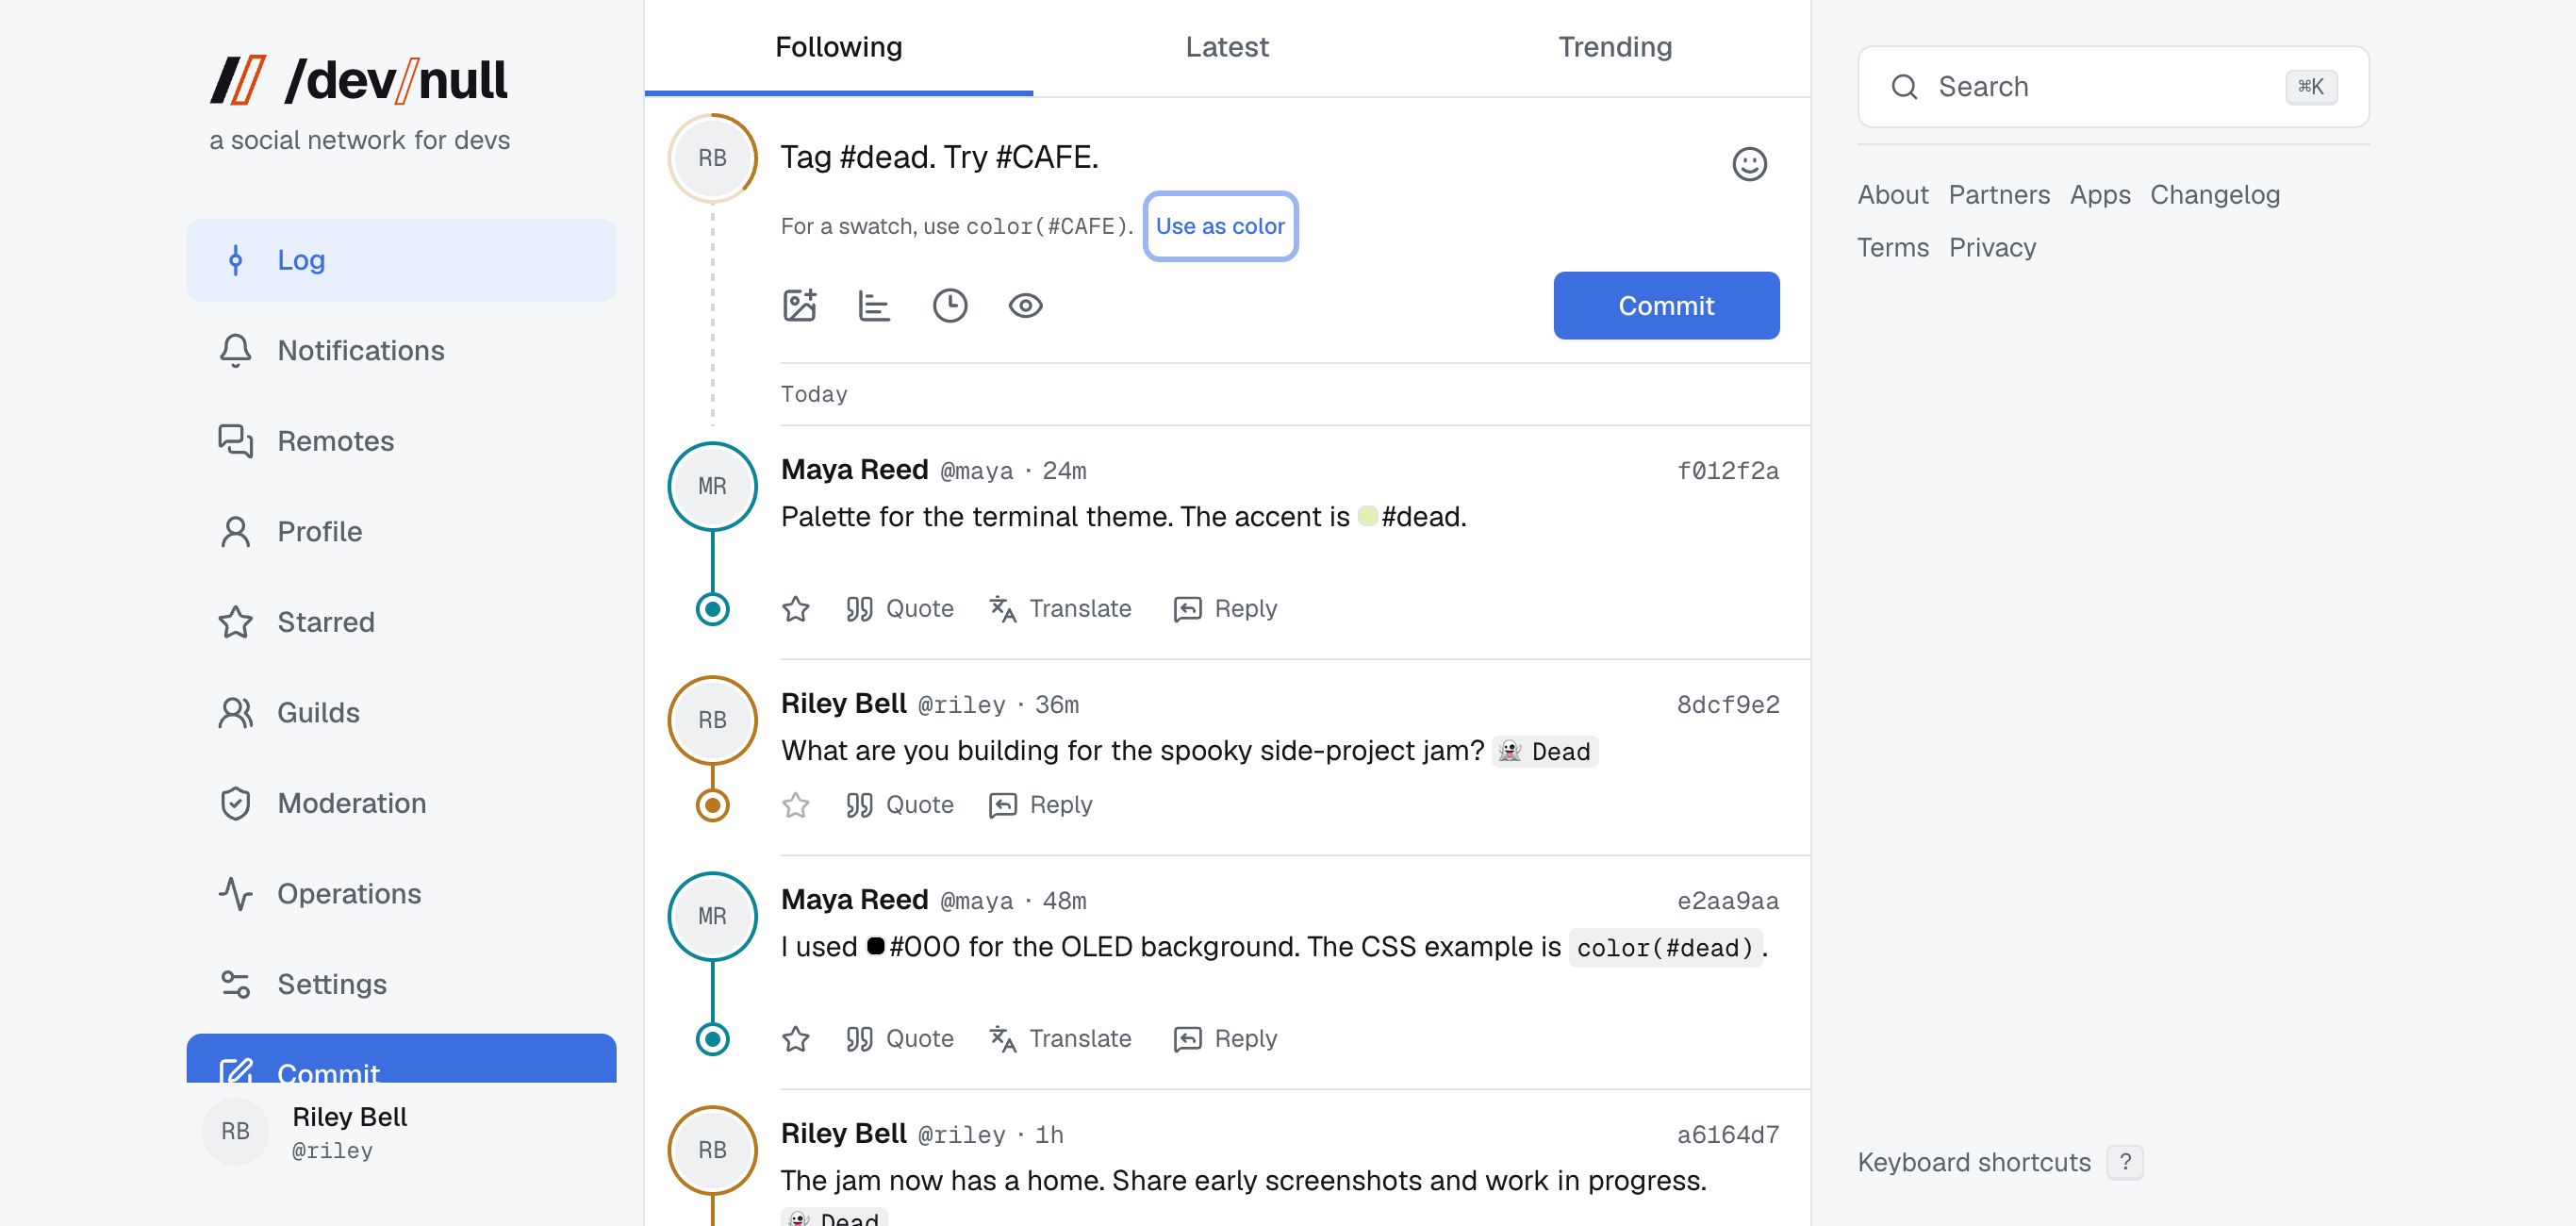 /dev//null
a social network for devs
Log
Notifications
Remotes
Profile
Starred
Guilds
Moderation
Operations
Settings
Commit
RB
Riley Bell
@riley
Following
Latest
Trending
RB
Tag #dead. Try #CAFE.
For a swatch, use color(#CAFE). Use as color
Commit
Today
MR
Maya Reed @maya · 24m f012f2a
Palette for the terminal theme. The accent is #dead.
Quote Translate Reply
RB
Riley Bell @riley · 36m 8dcf9e2
What are you building for the spooky side-project jam? 👻 Dead
Quote Reply
MR
Maya Reed @maya · 48m e2aa9aa
I used #000 for the OLED background. The CSS example is color(#dead).
Quote Translate Reply
RB
Riley Bell @riley · 1h a6164d7
The jam now has a home. Share early screenshots and work in progress.
👻 Dead
Search ⌘K
About Partners Apps Changelog
Terms Privacy
Keyboard shortcuts ?